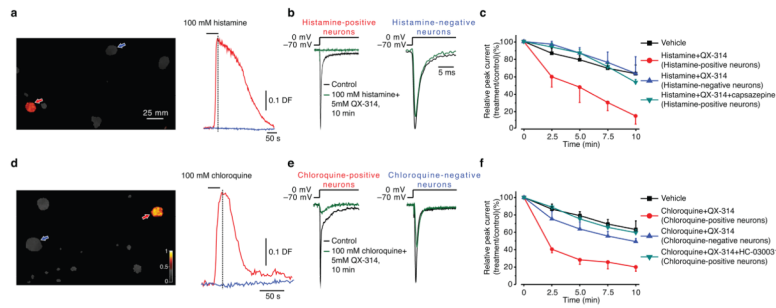 a
100 mM histamine
25 mm
0.1 DF
50 s
b
Histamine-positive
neurons
Histamine-negative
neurons
0 mV
−70 mV
0 mV
−70 mV
5 ms
Control
100 mM histamine+
5mM QX-314,
10 min
c
Relative peak current
(treatment/control)(%)
100
80
60
40
20
0
0
2.5
5.0
7.5
10
Time (min)
Vehicle
Histamine+QX-314
(Histamine-positive neurons)
Histamine+QX-314
(Histamine-negative neurons)
Histamine+QX-314+capsazepine
(Histamine-positive neurons)
d
100 mM chloroquine
1
0.5
0
0.1 DF
50 s
e
Chloroquine-positive
neurons
Chloroquine-negative
neurons
0 mV
−70 mV
0 mV
−70 mV
Control
100 mM chloroquine+
5mM QX-314,
10 min
f
Relative peak current
(treatment/control)(%)
100
80
60
40
20
0
0
2.5
5.0
7.5
10
Time (min)
Vehicle
Chloroquine+QX-314
(Chloroquine-positive neurons)
Chloroquine+QX-314
(Chloroquine-negative neurons)
Chloroquine+QX-314+HC-03003
(Chloroquine-positive neurons)